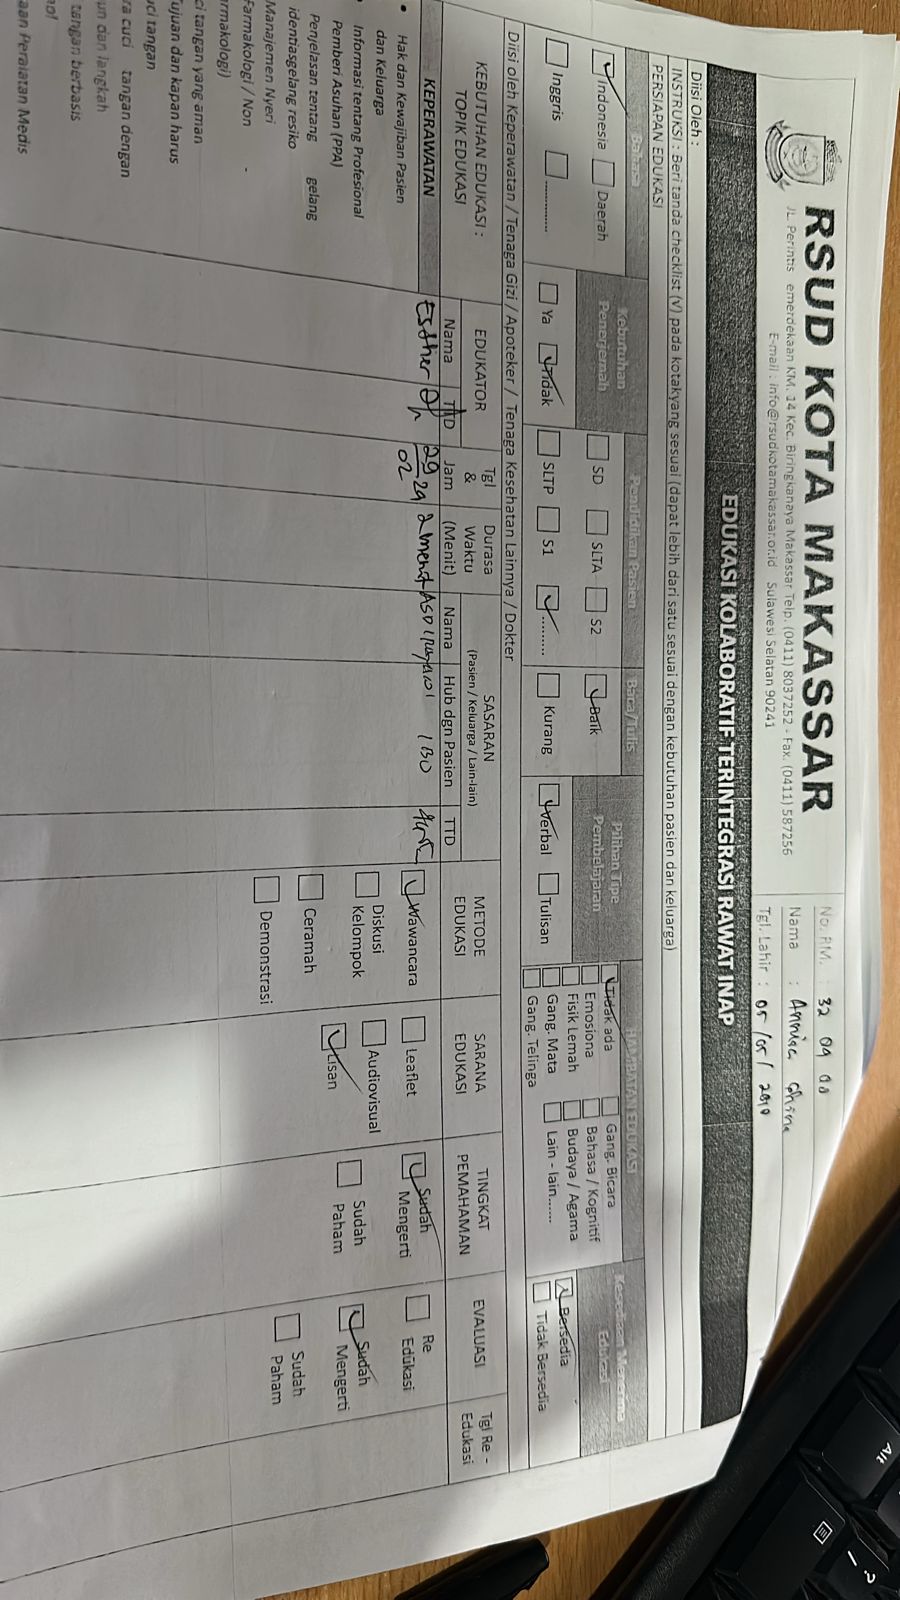 RSUD KOTA MAKASSAR
JL. Perintis emerdekaan KM. 14 Kec. Biringkanaya Makassar Telp. (0411) 8037252 - Fax. (0411) 587256
E-mail : info@rsudkotamakassar.or.id Sulawesi Selatan 90241
No. RM. : 32 09 00
Nama : Annisa
Tgl. Lahir : 05/05/2010
EDUKASI KOLABORATIF TERINTEGRASI RAWAT INAP
Diisi Oleh :
INSTRUKSI : Beri tanda checklist (√) pada kotakyang sesuai (dapat lebih dari satu sesuai dengan kebutuhan pasien dan keluarga)
PERSIAPAN EDUKASI
Bahasa Kebutuhan Penerjemah Pendidikan Pasien Baca/Tulis Pilihan Tipe Pembelajaran HAMBATAN EDUKASI Kesediaan Menerima Edukasi
Indonesia Daerah
Inggris ..............
Ya Tidak
SD SLTA S2
SLTP S1 .........
Baik
Kurang
Verbal Tulisan
Tidak ada Gang. Bicara
Emosiona Bahasa / Kognitif
Fisik Lemah Budaya / Agama
Gang. Mata Lain - lain......
Gang. Telinga
Bersedia
Tidak Bersedia
Diisi oleh Keperawatan / Tenaga Gizi / Apoteker / Tenaga Kesehatan Lainnya / Dokter
KEBUTUHAN EDUKASI :
TOPIK EDUKASI
EDUKATOR
Nama TTD
Tgl
&
Jam
Durasa
Waktu
(Menit)
SASARAN
(Pasien / Keluarga / Lain-lain)
Nama Hub dgn Pasien TTD
METODE
EDUKASI
SARANA
EDUKASI
TINGKAT
PEMAHAMAN
EVALUASI
Tgl Re -
Edukasi
KEPERAWATAN
Esther 29/02 2 menit IBU
• Hak dan Kewajiban Pasien
dan Keluarga
• Informasi tentang Profesional
Pemberi Asuhan (PPA)
Penjelasan tentang gelang
identiasgelang resiko
Manajemen Nyeri
Farmakologi / Non -
rmakologi)
ci tangan yang aman
Tujuan dan kapan harus
uci tangan
ra cuci tangan dengan
un dan langkah
tangan berbasis
aan Peralatan Medis
Wawancara
Diskusi
Kelompok
Ceramah
Demonstrasi
Leaflet
Audiovisual
Lisan
Sudah
Mengerti
Sudah
Paham
Re
Edukasi
Sudah
Mengerti
Sudah
Paham
Alt
?
/